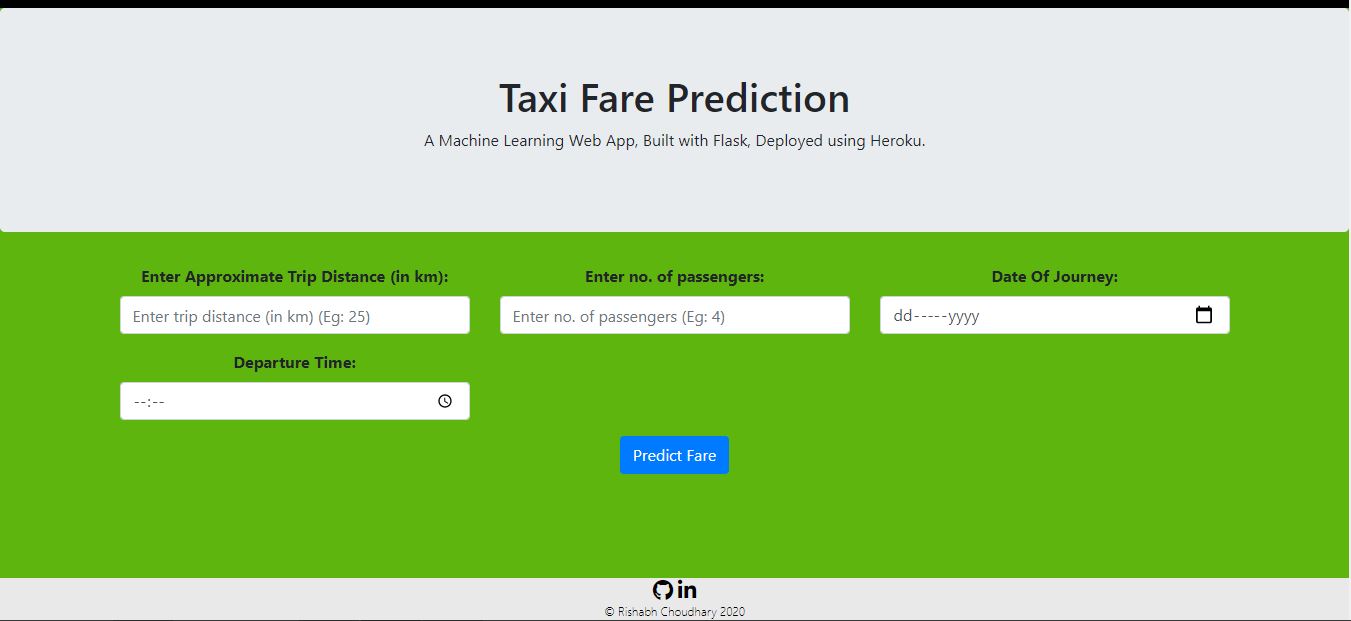 Taxi Fare Prediction
A Machine Learning Web App, Built with Flask, Deployed using Heroku.
Enter Approximate Trip Distance (in km): Enter no. of passengers: Date Of Journey:
Enter trip distance (in km) (Eg: 25) Enter no. of passengers (Eg: 4) dd-----yyyy
Departure Time:
--:--
Predict Fare
in
© Rishabh Choudhary 2020